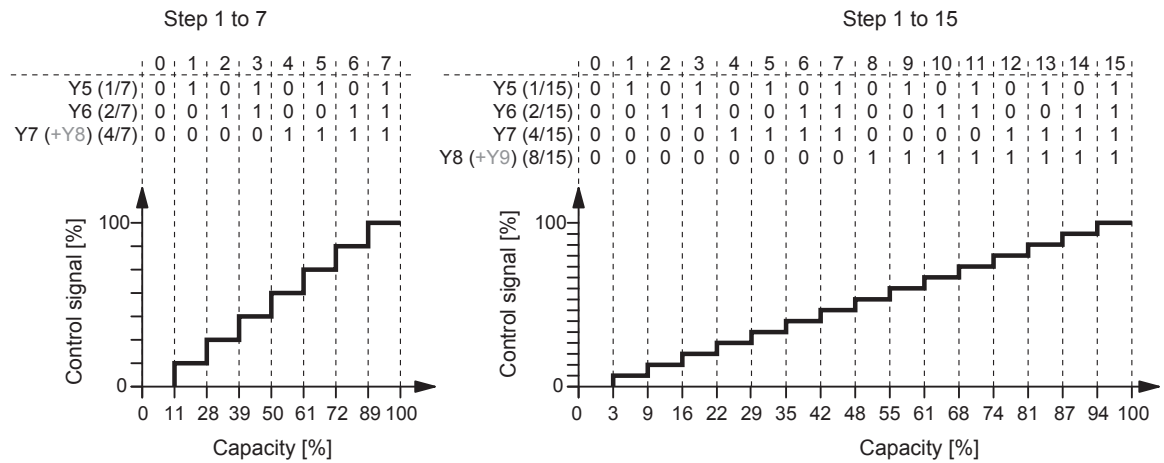 Step 1 to 7
0 1 2 3 4 5 6 7
Y5 (1/7) 0 1 0 1 0 1 0 1
Y6 (2/7) 0 0 1 1 0 0 1 1
Y7 (+Y8) (4/7) 0 0 0 0 1 1 1 1
Control signal [%]
100
0
0 11 28 39 50 61 72 89 100
Capacity [%]
Step 1 to 15
0 1 2 3 4 5 6 7 8 9 10 11 12 13 14 15
Y5 (1/15) 0 1 0 1 0 1 0 1 0 1 0 1 0 1 0 1
Y6 (2/15) 0 0 1 1 0 0 1 1 0 0 1 1 0 0 1 1
Y7 (4/15) 0 0 0 0 1 1 1 1 0 0 0 0 1 1 1 1
Y8 (+Y9) (8/15) 0 0 0 0 0 0 0 0 1 1 1 1 1 1 1 1
Control signal [%]
100
0
0 3 9 16 22 29 35 42 48 55 61 68 74 81 87 94 100
Capacity [%]